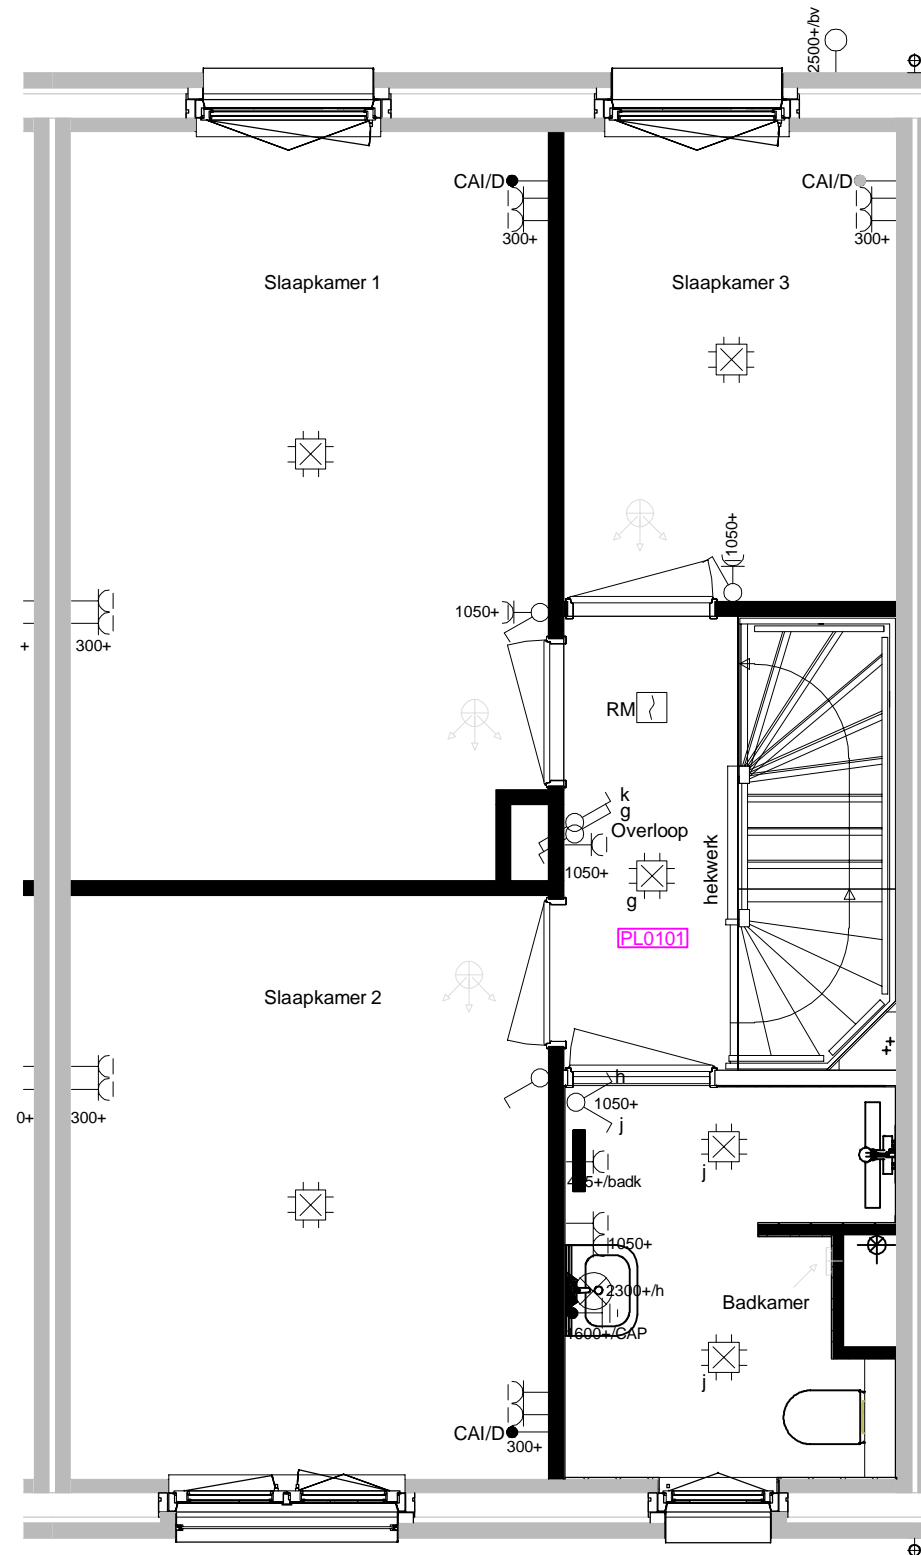 2500+/bv
CAI/D
300+
CAI/D
300+
Slaapkamer 1
Slaapkamer 3
1050+
1050+
+
300+
RM
k
g
Overloop
1050+
g
hekwerk
PL0101
Slaapkamer 2
++
0+
300+
h
1050+
j
j
+/badk
1050+
2300+/h
Badkamer
1600+/CAP
j
CAI/D
300+